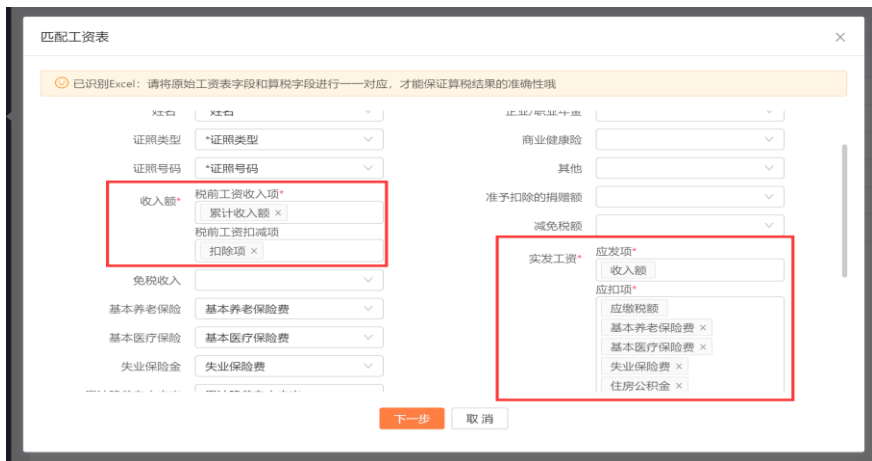 匹配工资表
×
已识别Excel：请将原始工资表字段和算税字段进行一一对应，才能保证算税结果的准确性哦
姓名 姓名
证照类型 *证照类型
证照号码 *证照号码
收入额* 税前工资收入项*
累计收入额 ×
税前工资扣减项
扣除项 ×
免税收入
基本养老保险 基本养老保险费
基本医疗保险 基本医疗保险费
失业保险金 失业保险费
企业/职业年金
商业健康险
其他
准予扣除的捐赠额
减免税额
实发工资* 应发项*
收入额
应扣项*
应缴税额
基本养老保险费 ×
基本医疗保险费 ×
失业保险费 ×
住房公积金 ×
下一步 取消